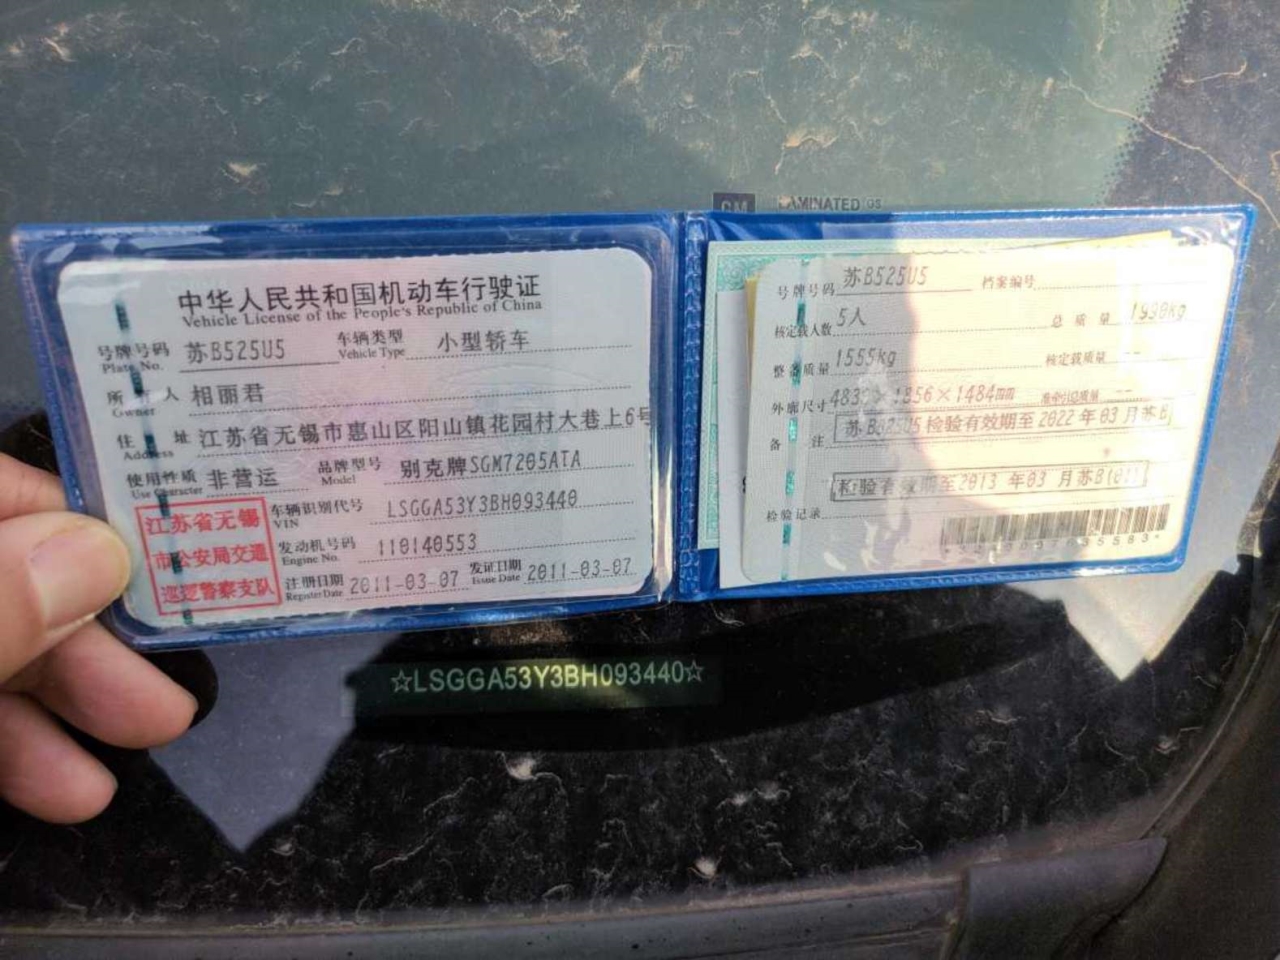 GM LAMINATED GS
中华人民共和国机动车行驶证
Vehicle License of the People's Republic of China
号牌号码 苏B525U5 车辆类型 小型轿车
Plate No. Vehicle Type
所 人 相丽君
Owner
住 址 江苏省无锡市惠山区阳山镇花园村大巷上6号
Address
使用性质 非营运 品牌型号 别克牌SGM7205ATA
Use Character Model
江苏省无锡
市公安局交通
巡逻警察支队
车辆识别代号 LSGGA53Y3BH093440
VIN
发动机号码 110140553
Engine No.
注册日期 2011-03-07 发证日期 2011-03-07
Register Date Issue Date
号牌号码 苏B525U5 档案编号
核定载人数 5人 总质量
整备质量 1555kg 核定载质量 --
外廓尺寸 ×1856×1484mm --
备 注 检验有效期至2022年03月苏B
检验有效期至2013年03月苏B(01)
检验记录
☆LSGGA53Y3BH093440☆